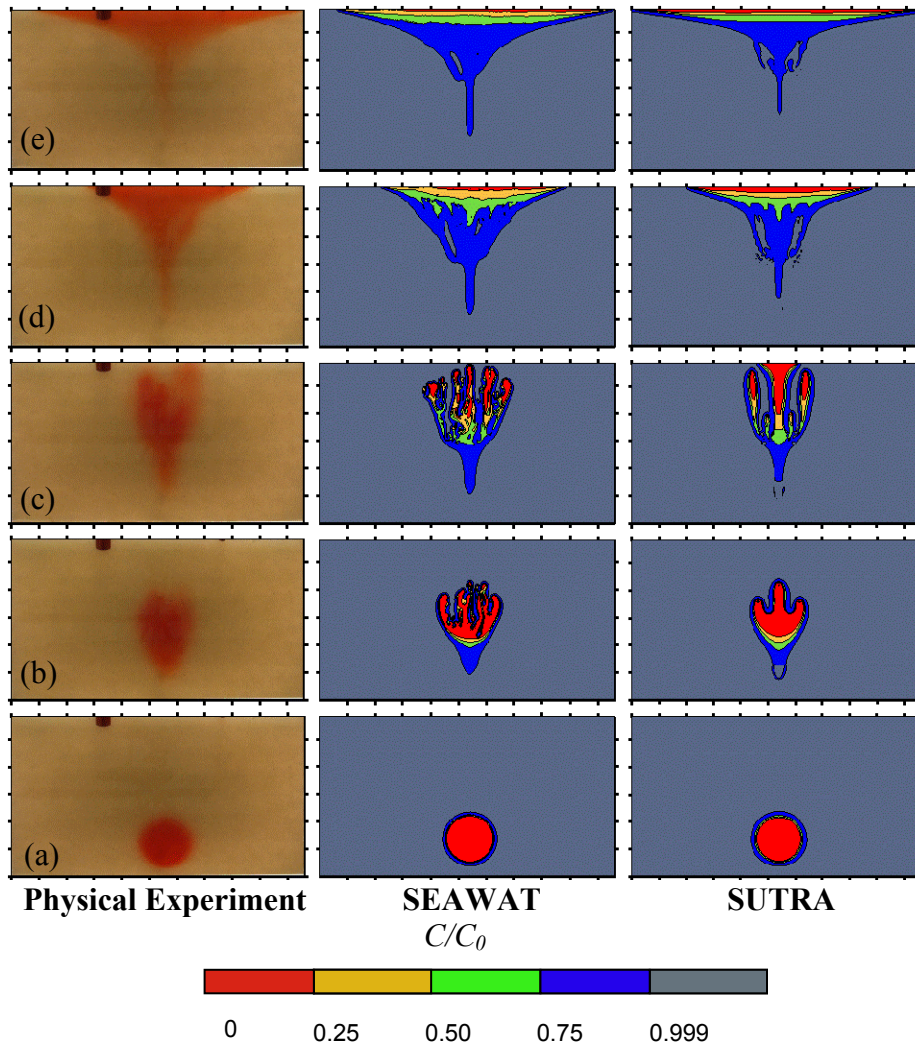 (e)
(d)
(c)
(b)
(a)
Physical Experiment SEAWAT SUTRA
C/C0
0 0.25 0.50 0.75 0.999